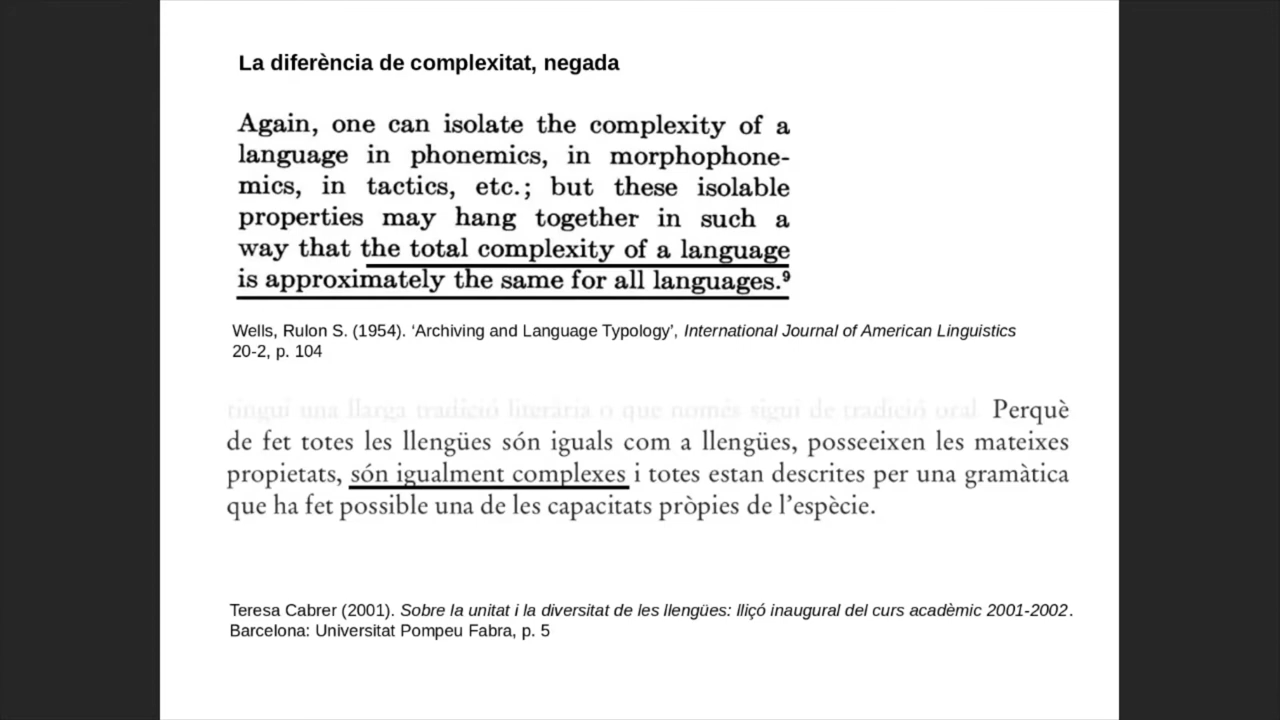 La diferència de complexitat, negada
Again, one can isolate the complexity of a
language in phonemics, in morphophone-
mics, in tactics, etc.; but these isolable
properties may hang together in such a
way that the total complexity of a language
is approximately the same for all languages.⁹
Wells, Rulon S. (1954). ‘Archiving and Language Typology’, International Journal of American Linguistics
20-2, p. 104
tingui una llarga tradició literària o que només sigui de tradició oral. Perquè
de fet totes les llengües són iguals com a llengües, posseeixen les mateixes
propietats, són igualment complexes i totes estan descrites per una gramàtica
que ha fet possible una de les capacitats pròpies de l’espècie.
Teresa Cabrer (2001). Sobre la unitat i la diversitat de les llengües: lliçó inaugural del curs acadèmic 2001-2002.
Barcelona: Universitat Pompeu Fabra, p. 5